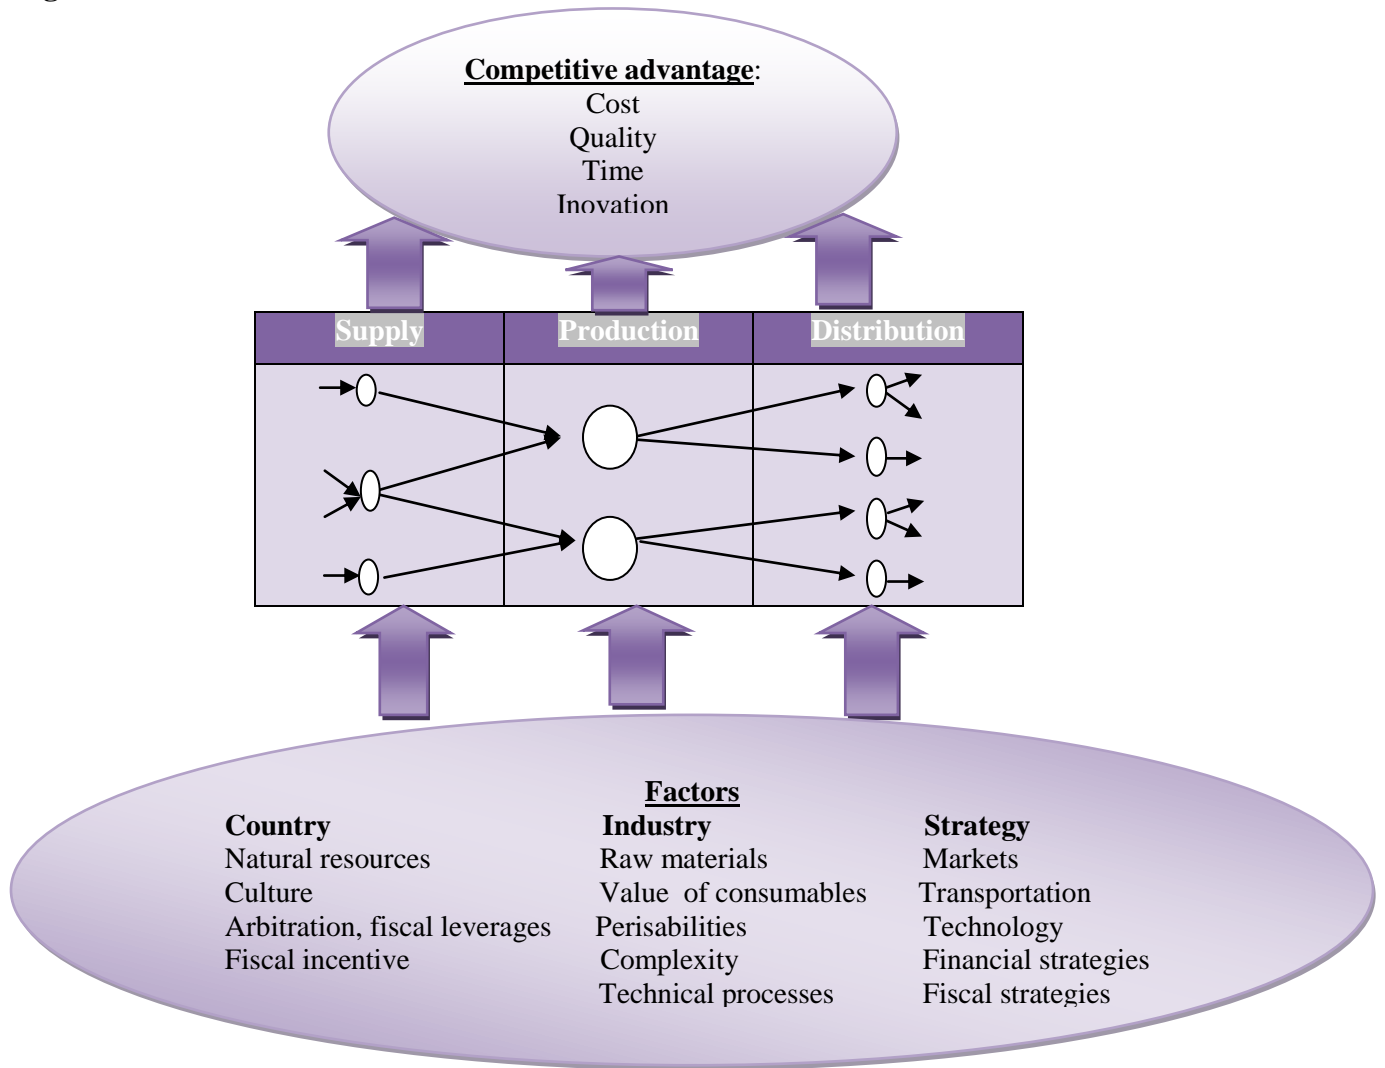 Competitive advantage:
Cost
Quality
Time
Inovation
Supply Production Distribution
Factors
Country Industry Strategy
Natural resources Raw materials Markets
Culture Value of consumables Transportation
Arbitration, fiscal leverages Perisabilities Technology
Fiscal incentive Complexity Financial strategies
Technical processes Fiscal strategies